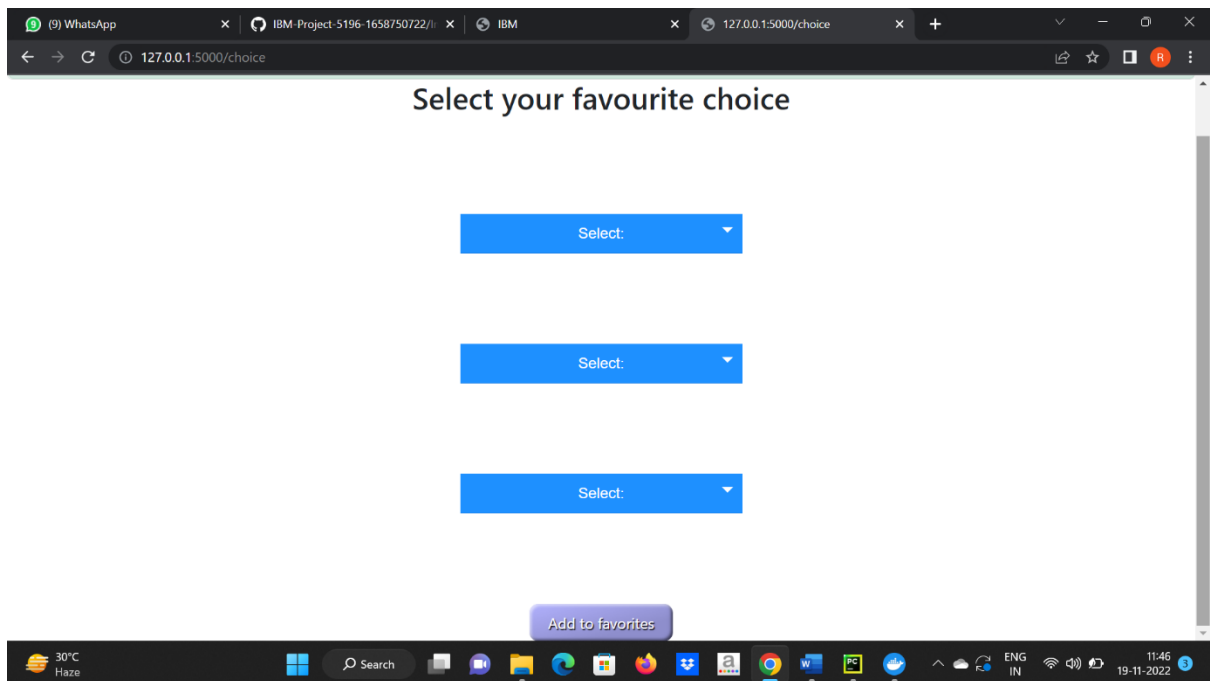 (9) WhatsApp
IBM-Project-5196-1658750722/
IBM
127.0.0.1:5000/choice
127.0.0.1:5000/choice
R
Select your favourite choice
Select:
Select:
Select:
Add to favorites
30°C
Haze
Search
a
W
PC
ENG
IN
11:46
19-11-2022
3